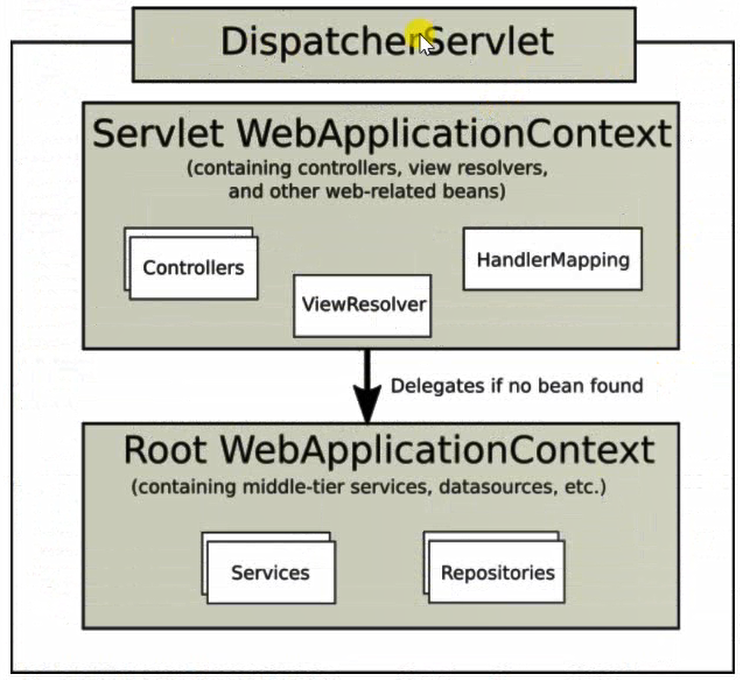 DispatcherServlet
Servlet WebApplicationContext
(containing controllers, view resolvers,
and other web-related beans)
Controllers
HandlerMapping
ViewResolver
Delegates if no bean found
Root WebApplicationContext
(containing middle-tier services, datasources, etc.)
Services
Repositories